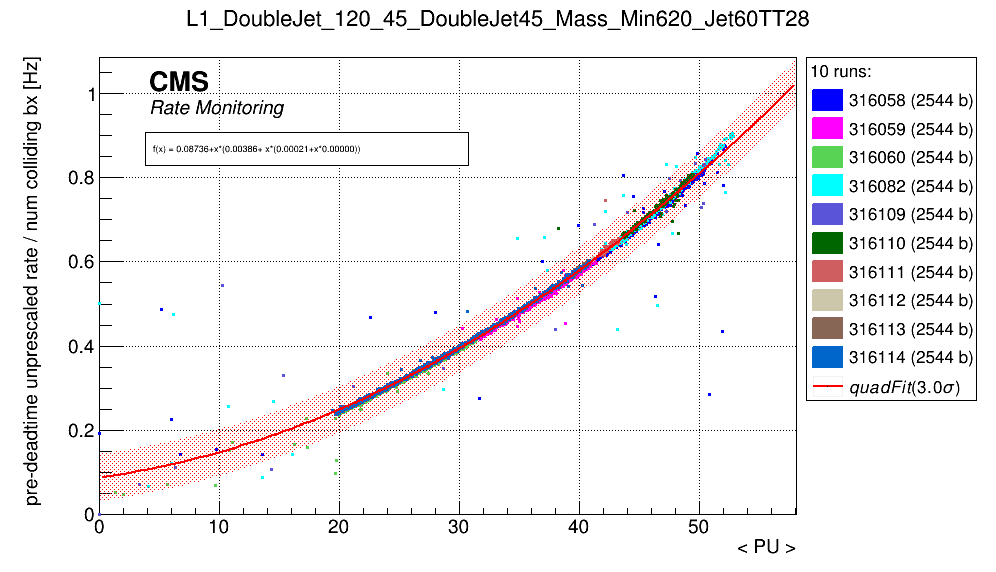 L1_DoubleJet_120_45_DoubleJet45_Mass_Min620_Jet60TT28
pre-deadtime unprescaled rate / num colliding bx [Hz]
CMS
Rate Monitoring
f(x) = 0.08736+x*(0.00386+ x*(0.00021+x*0.00000))
1
0.8
0.6
0.4
0.2
0
0
10
20
30
40
50
< PU >
10 runs:
316058 (2544 b)
316059 (2544 b)
316060 (2544 b)
316082 (2544 b)
316109 (2544 b)
316110 (2544 b)
316111 (2544 b)
316112 (2544 b)
316113 (2544 b)
316114 (2544 b)
quadFit(3.0σ)